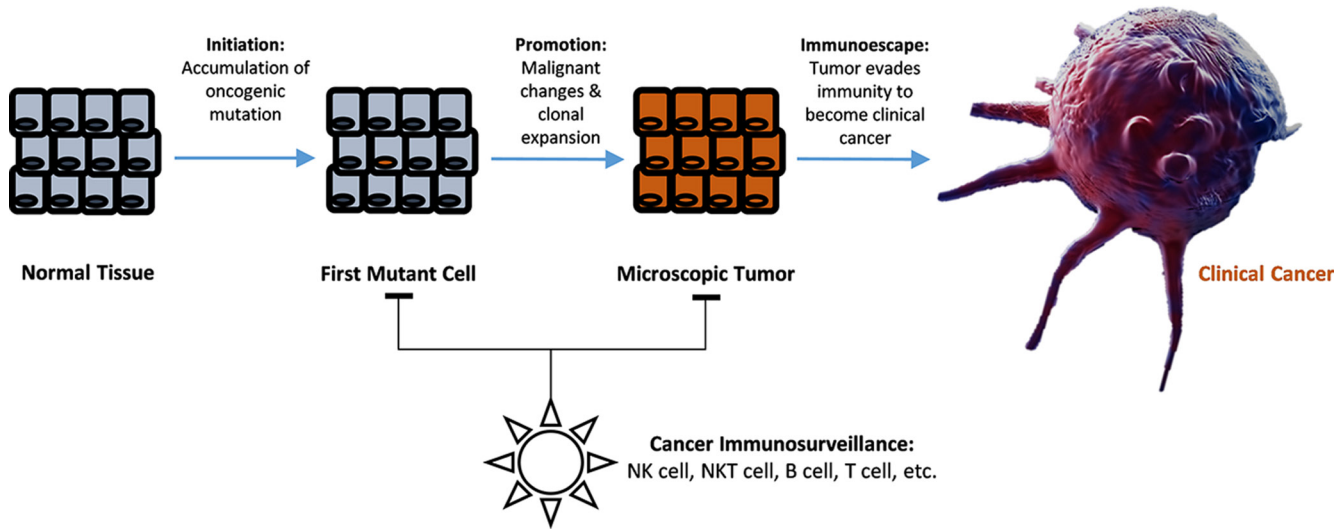 Initiation:
Accumulation of
oncogenic
mutation
Promotion:
Malignant
changes &
clonal
expansion
Immunoescape:
Tumor evades
immunity to
become clinical
cancer
Normal Tissue
First Mutant Cell
Microscopic Tumor
Clinical Cancer
Cancer Immunosurveillance:
NK cell, NKT cell, B cell, T cell, etc.